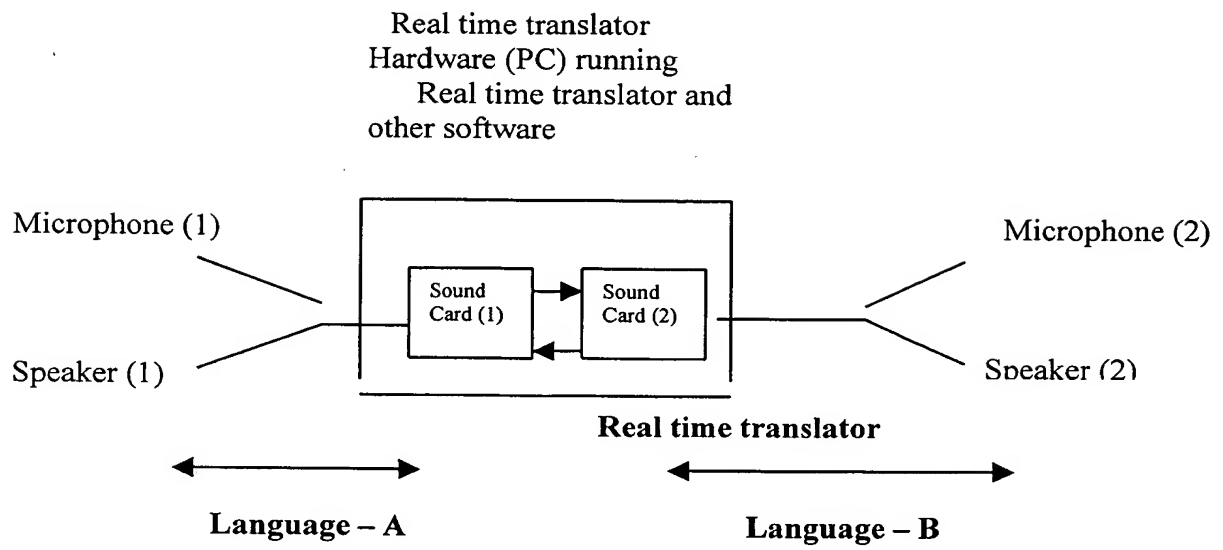 Real time translator
Hardware (PC) running
Real time translator and
other software
Microphone (1)
Microphone (2)
Sound
Card (1)
Sound
Card (2)
Speaker (1)
Speaker (2)
Real time translator
Language – A
Language – B